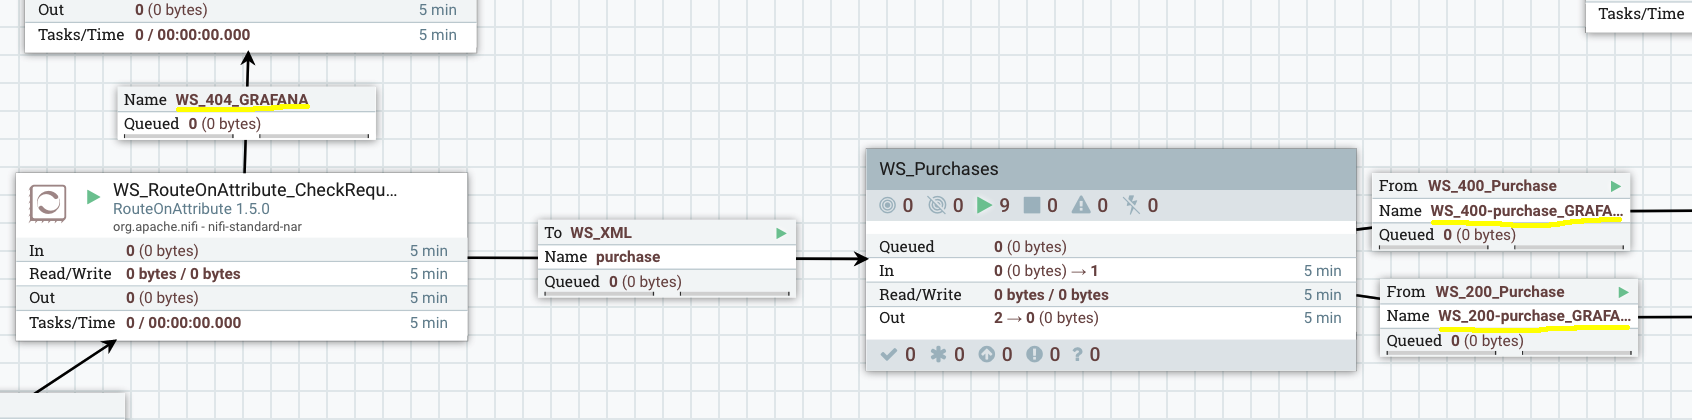 Out 0 (0 bytes) 5 min
Tasks/Time 0 / 00:00:00.000 5 min
Tasks/Time
Name WS_404_GRAFANA
Queued 0 (0 bytes)
WS_RouteOnAttribute_CheckRequ...
RouteOnAttribute 1.5.0
org.apache.nifi - nifi-standard-nar
In 0 (0 bytes) 5 min
Read/Write 0 bytes / 0 bytes 5 min
Out 0 (0 bytes) 5 min
Tasks/Time 0 / 00:00:00.000 5 min
To WS_XML
Name purchase
Queued 0 (0 bytes)
WS_Purchases
0 0 9 0 0 0
Queued 0 (0 bytes)
In 0 (0 bytes) → 1 5 min
Read/Write 0 bytes / 0 bytes 5 min
Out 2 → 0 (0 bytes) 5 min
0 0 0 0 ? 0
From WS_400_Purchase
Name WS_400-purchase_GRAFA...
Queued 0 (0 bytes)
From WS_200_Purchase
Name WS_200-purchase_GRAFA...
Queued 0 (0 bytes)